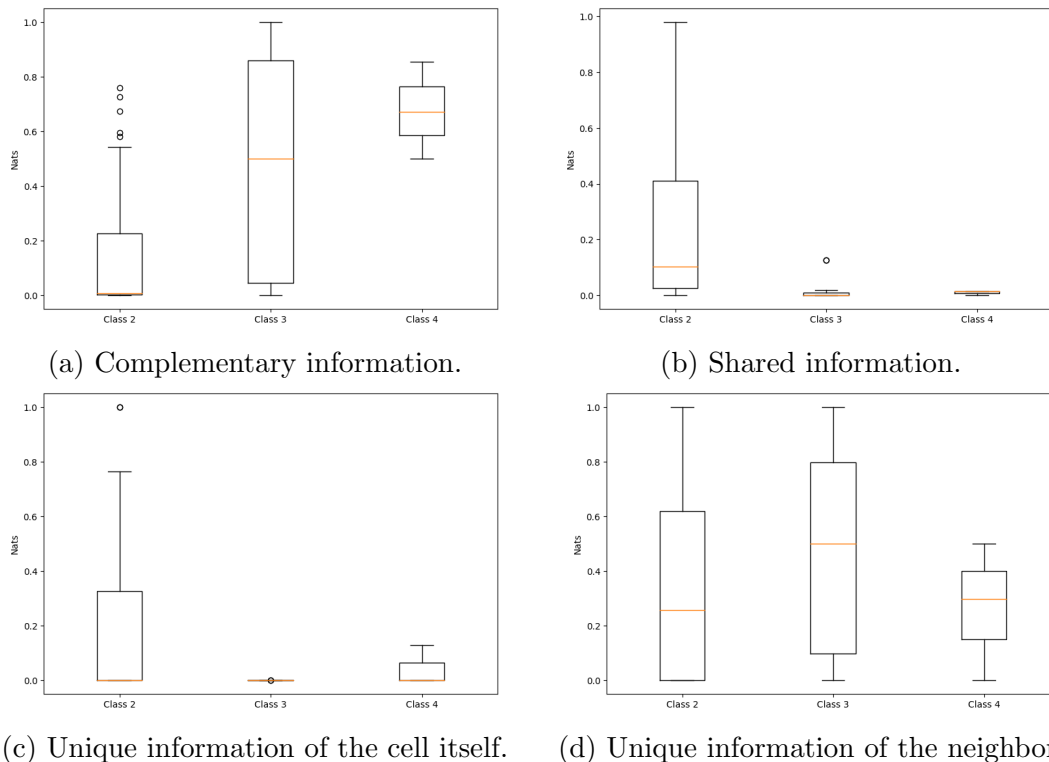 1.0
0.8
0.6
0.4
0.2
0.0
Nats
Class 2 Class 3 Class 4
(a) Complementary information.
1.0
0.8
0.6
0.4
0.2
0.0
Nats
Class 2 Class 3 Class 4
(b) Shared information.
1.0
0.8
0.6
0.4
0.2
0.0
Nats
Class 2 Class 3 Class 4
(c) Unique information of the cell itself.
1.0
0.8
0.6
0.4
0.2
0.0
Nats
Class 2 Class 3 Class 4
(d) Unique information of the neighbor